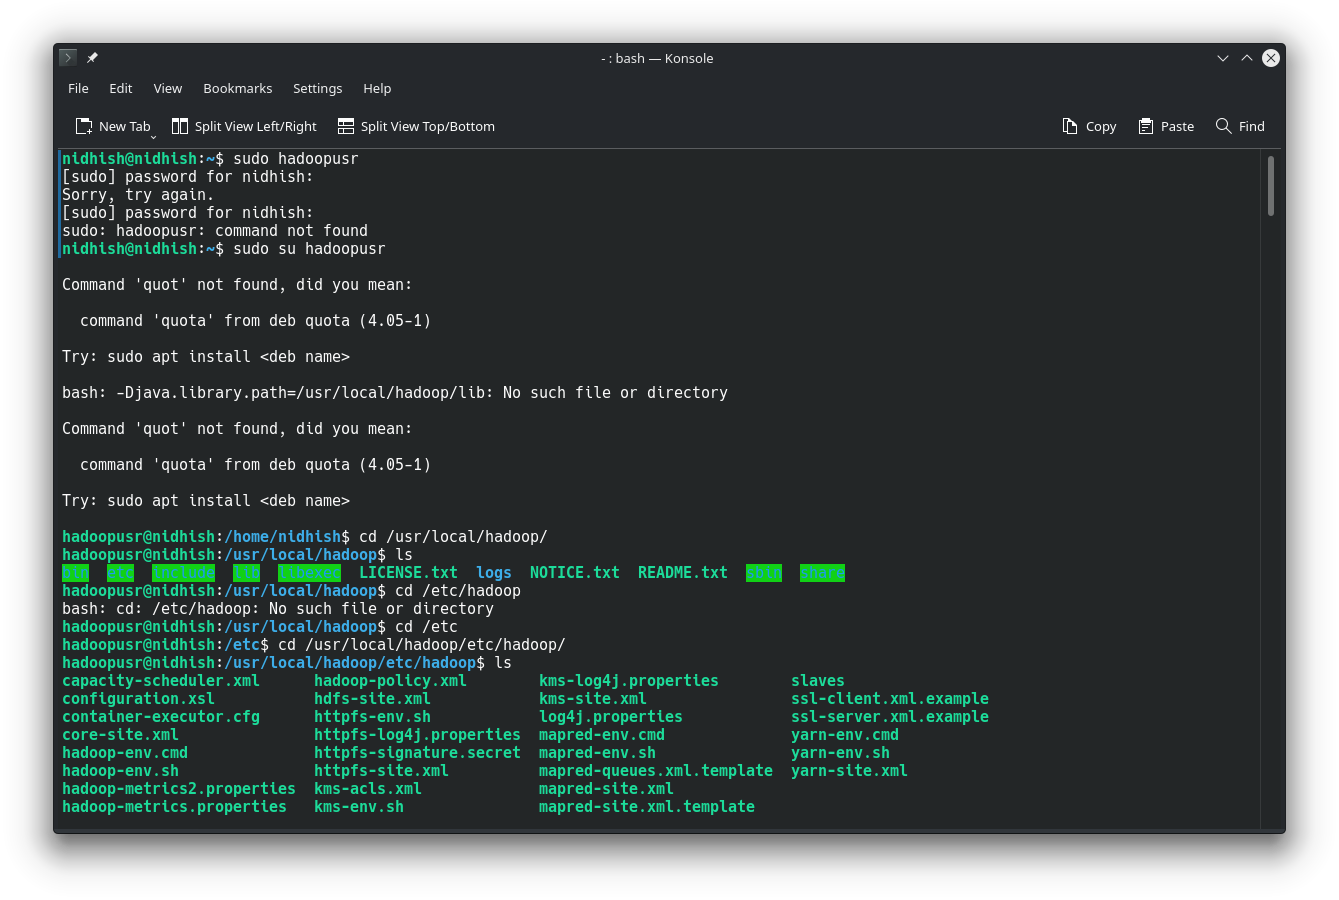 - : bash — Konsole
File Edit View Bookmarks Settings Help
New Tab Split View Left/Right Split View Top/Bottom Copy Paste Find
nidhish@nidhish:~$ sudo hadoopusr
[sudo] password for nidhish:
Sorry, try again.
[sudo] password for nidhish:
sudo: hadoopusr: command not found
nidhish@nidhish:~$ sudo su hadoopusr
Command 'quot' not found, did you mean:
command 'quota' from deb quota (4.05-1)
Try: sudo apt install <deb name>
bash: -Djava.library.path=/usr/local/hadoop/lib: No such file or directory
Command 'quot' not found, did you mean:
command 'quota' from deb quota (4.05-1)
Try: sudo apt install <deb name>
hadoopusr@nidhish:/home/nidhish$ cd /usr/local/hadoop/
hadoopusr@nidhish:/usr/local/hadoop$ ls
bin etc include lib libexec LICENSE.txt logs NOTICE.txt README.txt sbin share
hadoopusr@nidhish:/usr/local/hadoop$ cd /etc/hadoop
bash: cd: /etc/hadoop: No such file or directory
hadoopusr@nidhish:/usr/local/hadoop$ cd /etc
hadoopusr@nidhish:/etc$ cd /usr/local/hadoop/etc/hadoop/
hadoopusr@nidhish:/usr/local/hadoop/etc/hadoop$ ls
capacity-scheduler.xml hadoop-policy.xml kms-log4j.properties slaves
configuration.xsl hdfs-site.xml kms-site.xml ssl-client.xml.example
container-executor.cfg httpfs-env.sh log4j.properties ssl-server.xml.example
core-site.xml httpfs-log4j.properties mapred-env.cmd yarn-env.cmd
hadoop-env.cmd httpfs-signature.secret mapred-env.sh yarn-env.sh
hadoop-env.sh httpfs-site.xml mapred-queues.xml.template yarn-site.xml
hadoop-metrics2.properties kms-acls.xml mapred-site.xml
hadoop-metrics.properties kms-env.sh mapred-site.xml.template